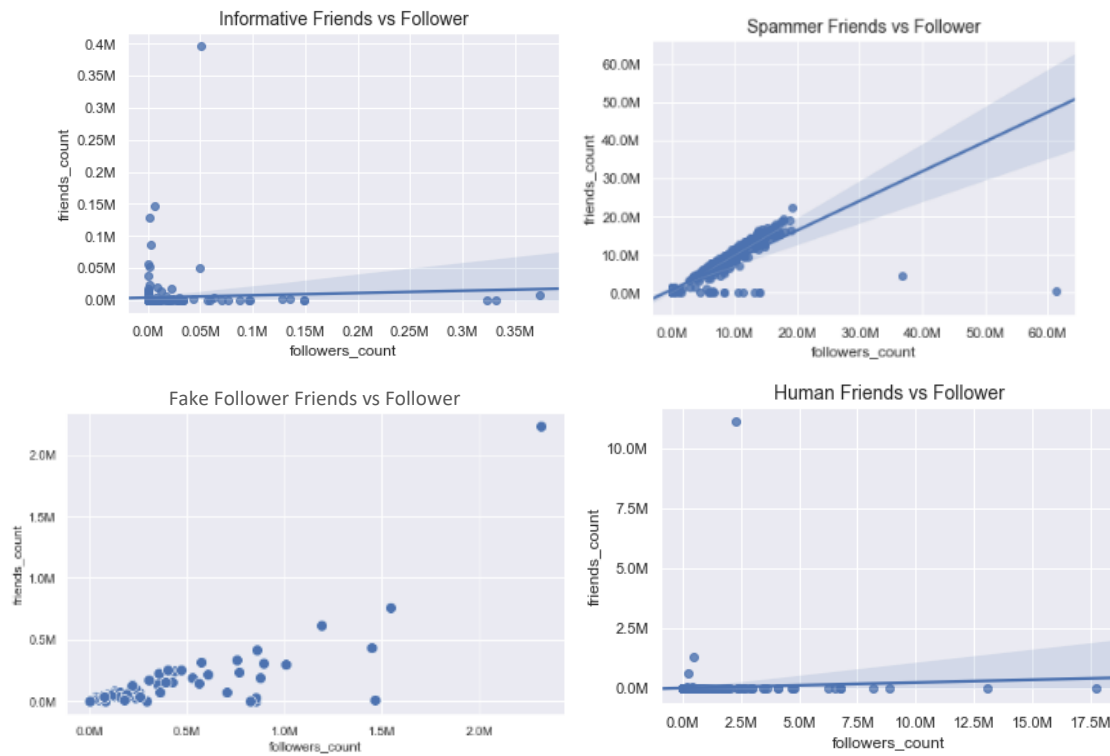 Informative Friends vs Follower
0.4M
0.35M
0.3M
0.25M
0.2M
0.15M
0.1M
0.05M
0.0M
friends_count
0.0M 0.05M 0.1M 0.15M 0.2M 0.25M 0.3M 0.35M
followers_count
Spammer Friends vs Follower
60.0M
50.0M
40.0M
30.0M
20.0M
10.0M
0.0M
friends_count
0.0M 10.0M 20.0M 30.0M 40.0M 50.0M 60.0M
followers_count
Fake Follower Friends vs Follower
2.0M
1.5M
1.0M
0.5M
0.0M
friends_count
0.0M 0.5M 1.0M 1.5M 2.0M
followers_count
Human Friends vs Follower
10.0M
7.5M
5.0M
2.5M
0.0M
friends_count
0.0M 2.5M 5.0M 7.5M 10.0M 12.5M 15.0M 17.5M
followers_count